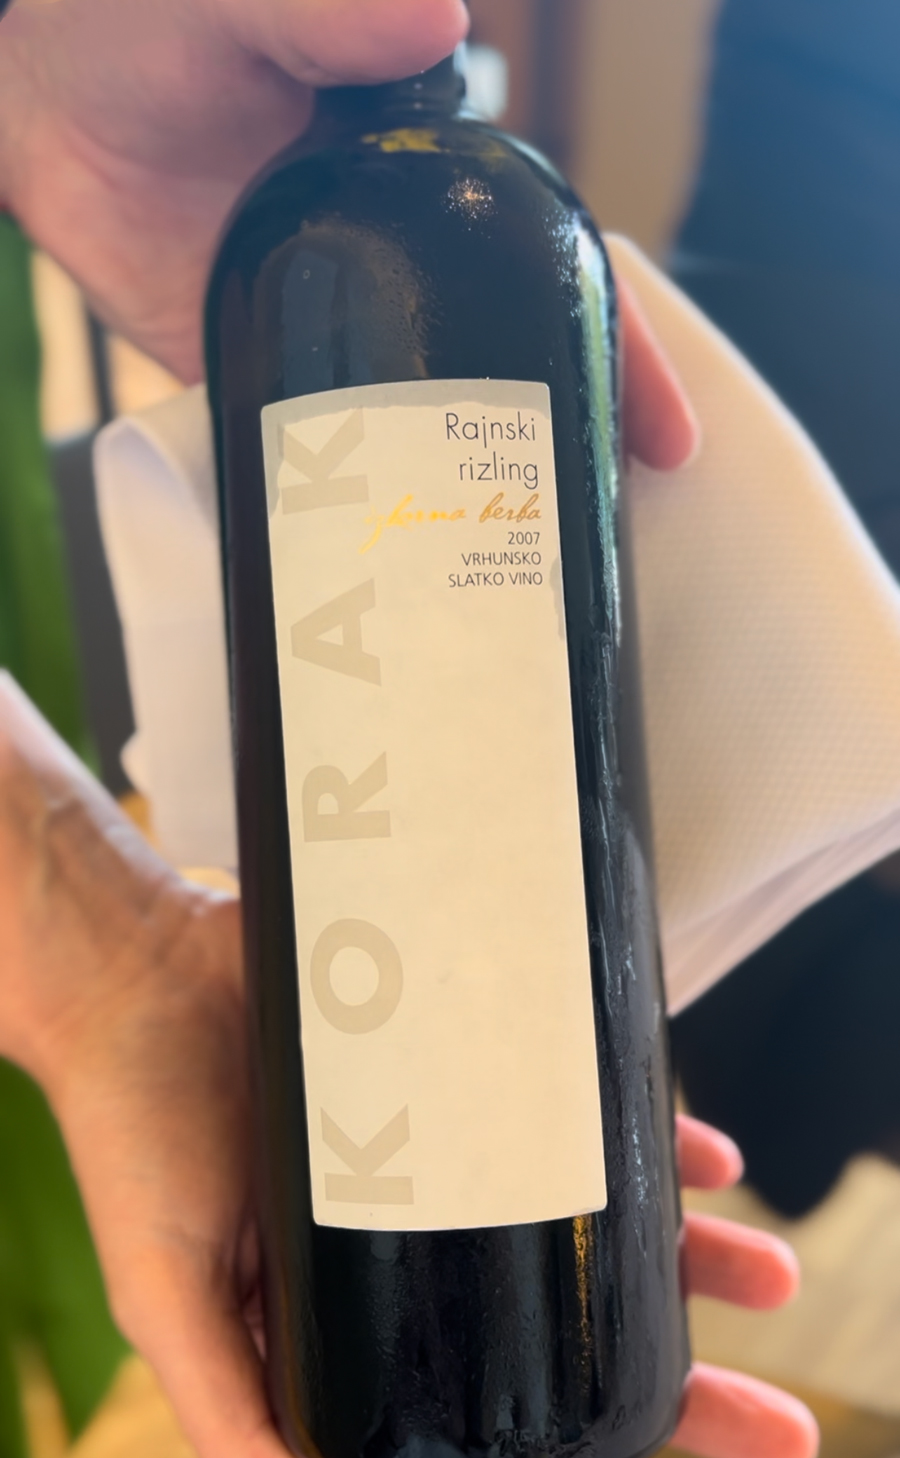 KORAK
Rajnski
rizling
izborna berba
2007
VRHUNSKO
SLATKO VINO